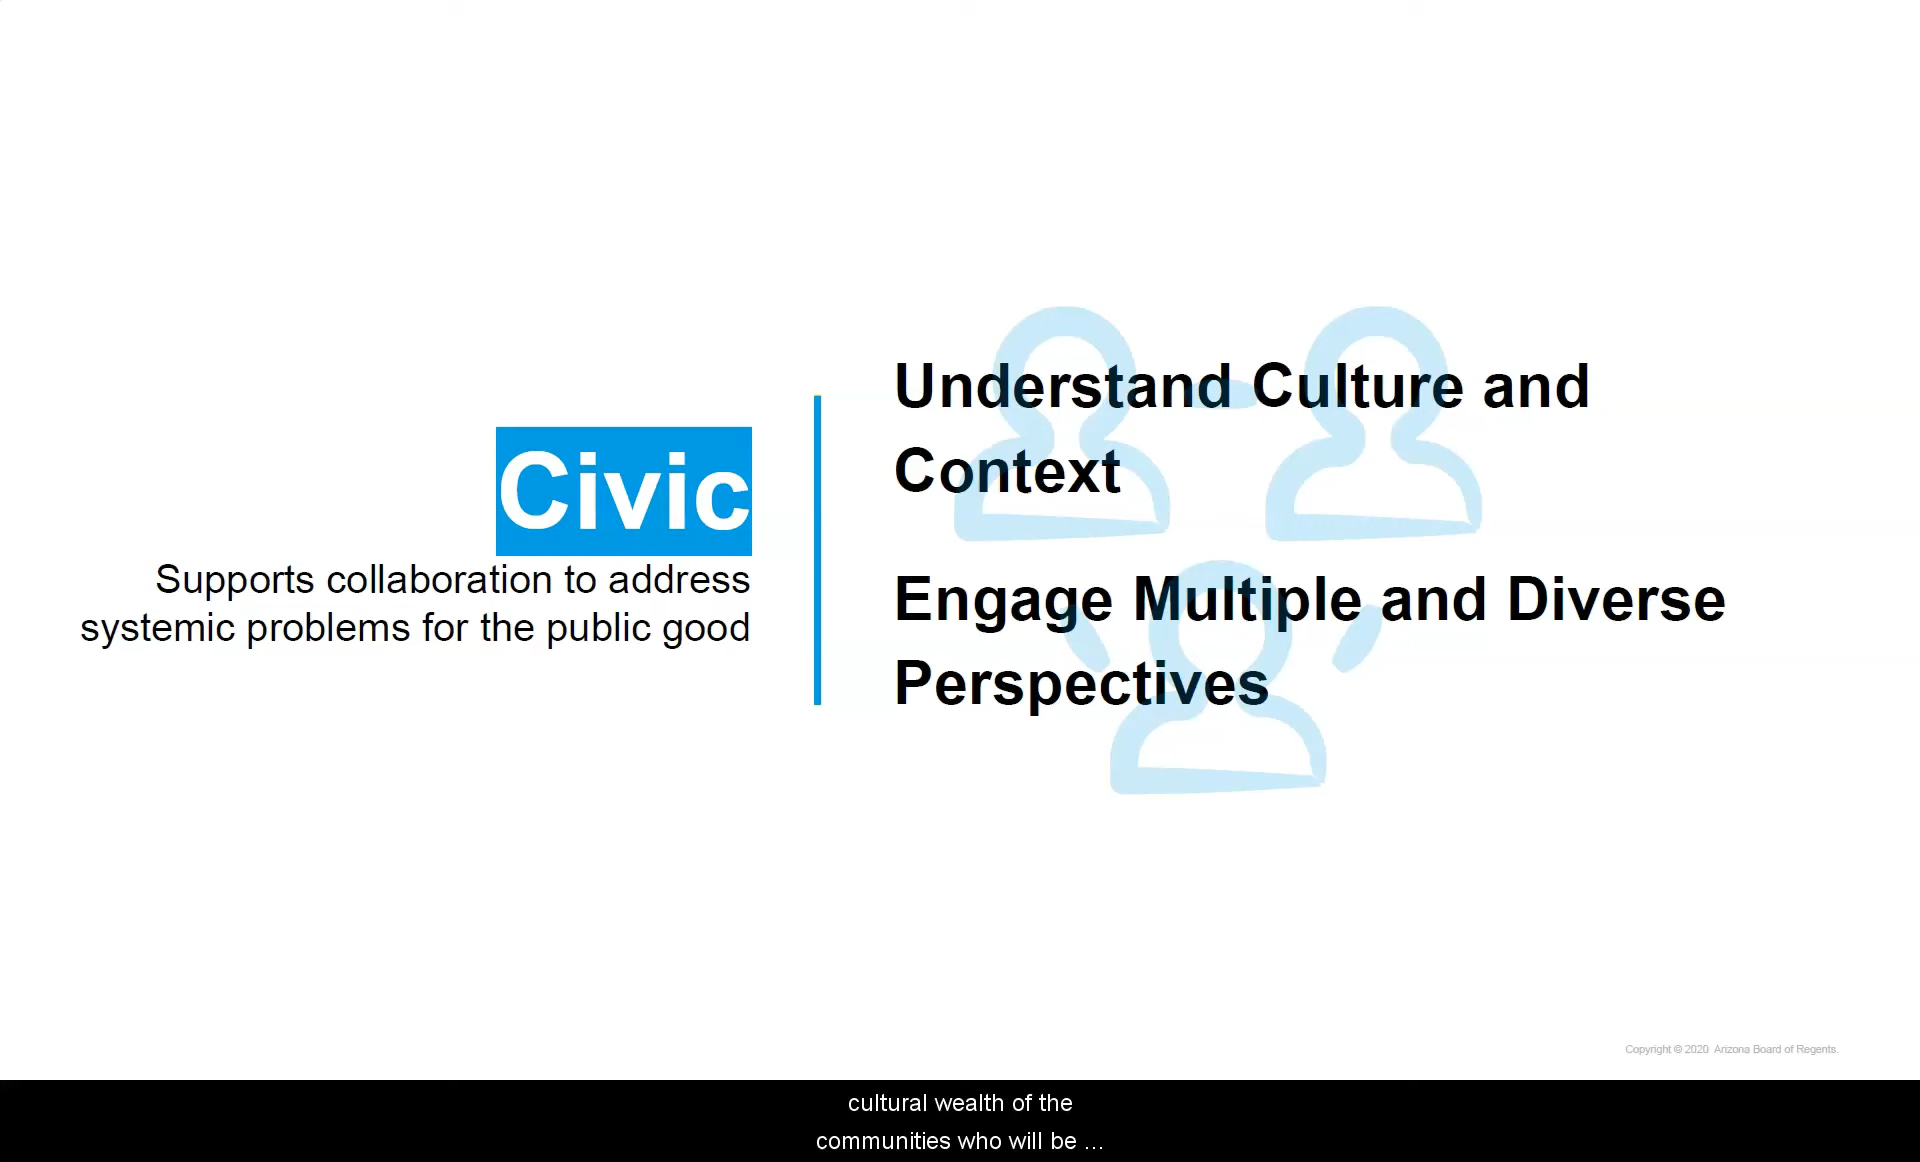 Civic
Supports collaboration to address
systemic problems for the public good
Understand Culture and
Context
Engage Multiple and Diverse
Perspectives
Copyright © 2020 Arizona Board of Regents.
cultural wealth of the
communities who will be ...